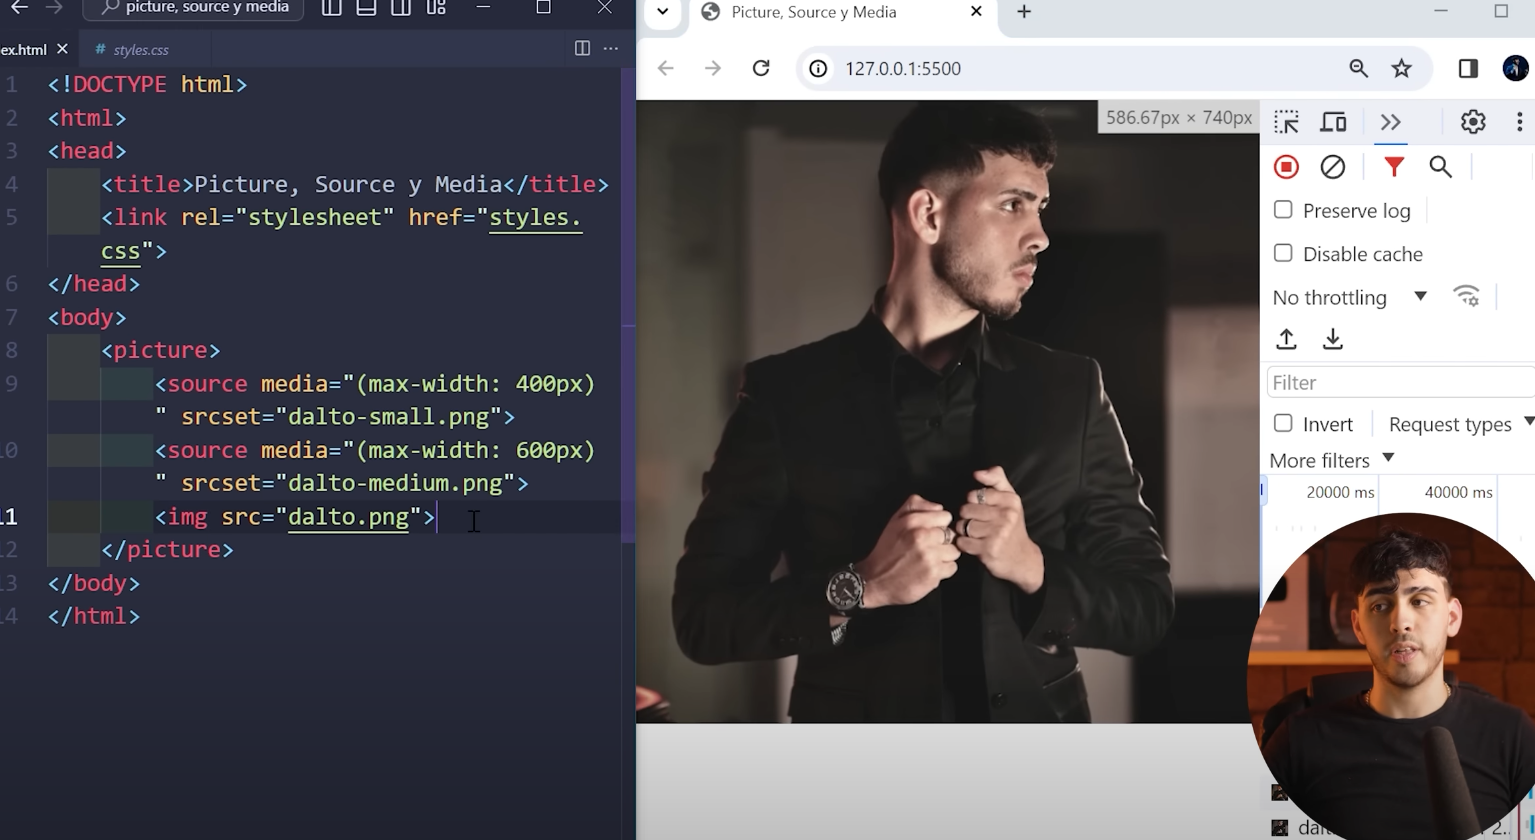 picture, source y media
ex.html
# styles.css
1 <!DOCTYPE html>
2 <html>
3 <head>
4 <title>Picture, Source y Media</title>
5 <link rel="stylesheet" href="styles.
css">
6 </head>
7 <body>
8 <picture>
9 <source media="(max-width: 400px)
" srcset="dalto-small.png">
10 <source media="(max-width: 600px)
" srcset="dalto-medium.png">
11 <img src="dalto.png">
12 </picture>
13 </body>
14 </html>
Picture, Source y Media
127.0.0.1:5500
586.67px × 740px
Preserve log
Disable cache
No throttling
Filter
Invert Request types
More filters
20000 ms 40000 ms